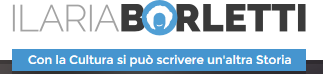 ILARIABORLETTI
Con la Cultura si può scrivere un'altra Storia